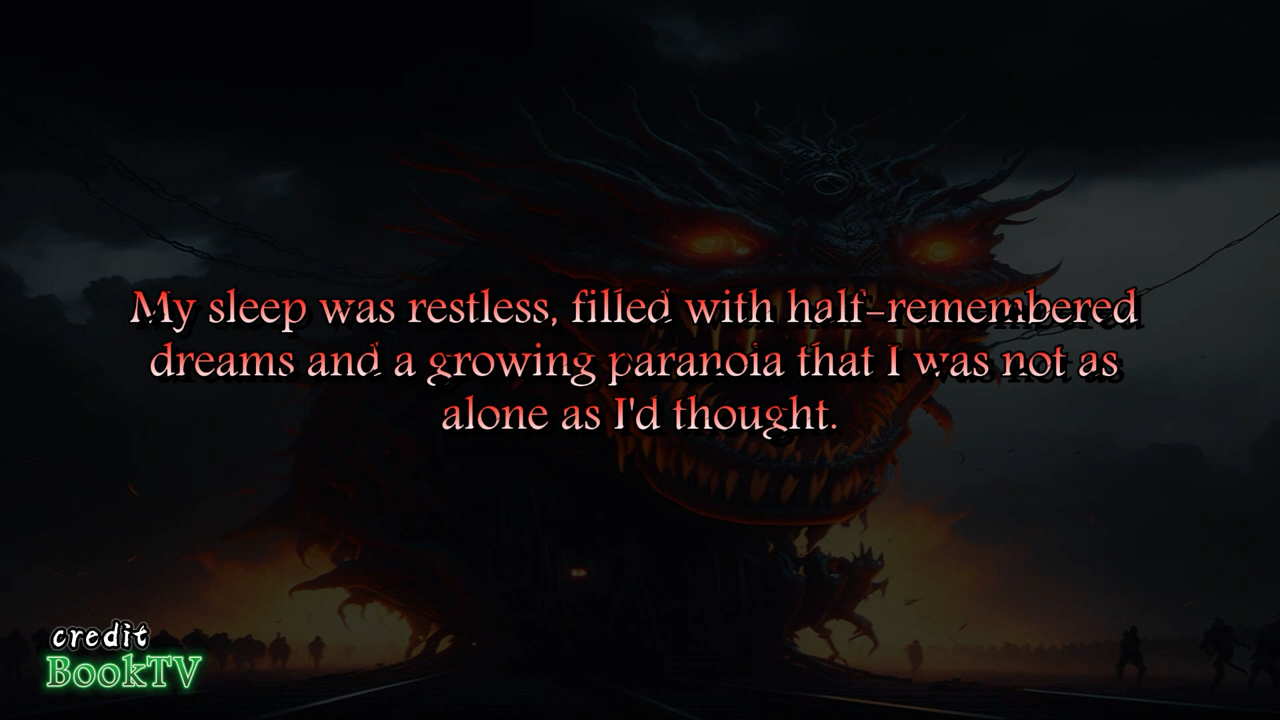 My sleep was restless, filled with half-remembered
dreams and a growing paranoia that I was not as
alone as I'd thought.
credit
BookTV